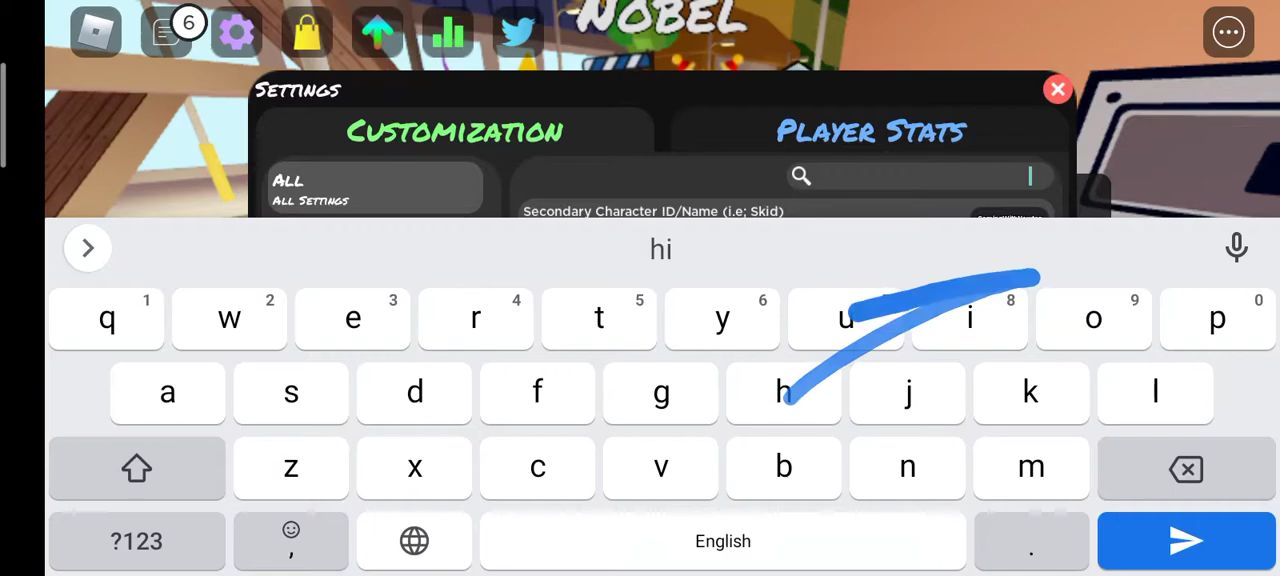 NOBEL
6
SETTINGS
CUSTOMIZATION
PLAYER STATS
ALL
ALL SETTINGS
Secondary Character ID/Name (i.e; Skid)
hi
q 1 w 2 e 3 r 4 t 5 y 6 u i 8 o 9 p 0
a s d f g h j k l
z x c v b n m
?123 , English .